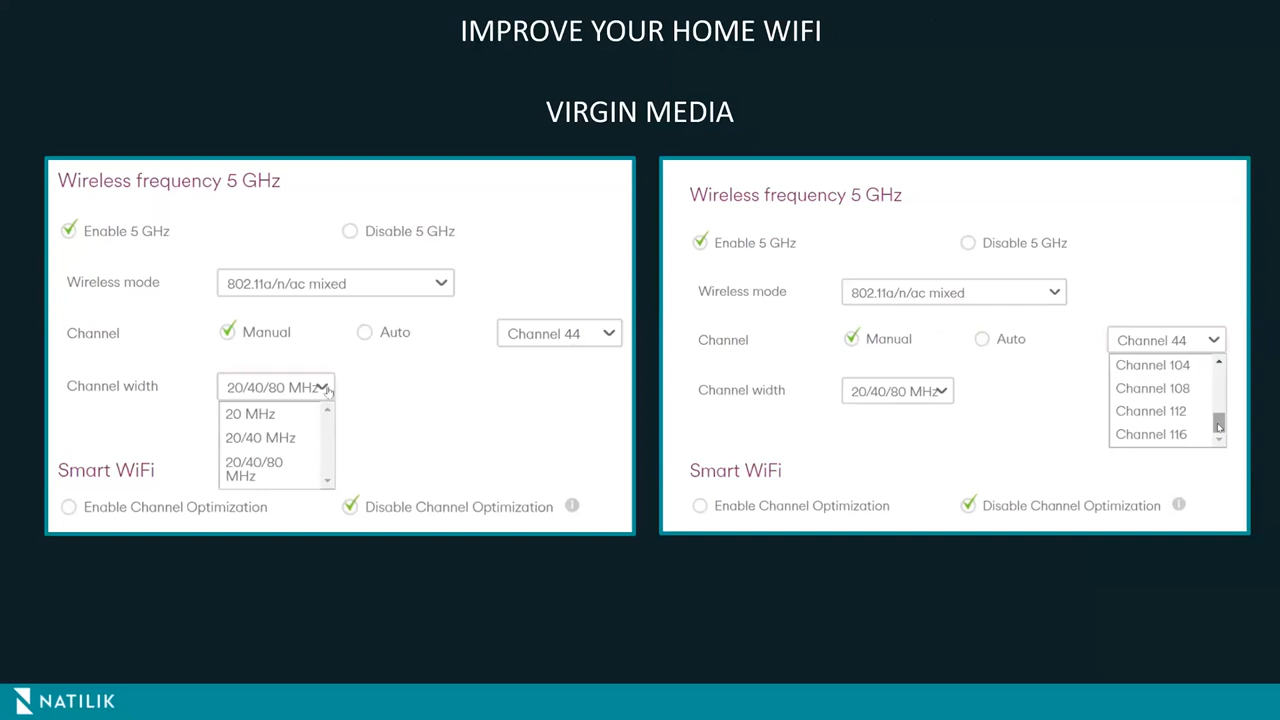 IMPROVE YOUR HOME WIFI
VIRGIN MEDIA
Wireless frequency 5 GHz
Enable 5 GHz
Disable 5 GHz
Wireless mode
802.11a/n/ac mixed
Channel
Manual
Auto
Channel 44
Channel width
20/40/80 MHz
20 MHz
20/40 MHz
20/40/80
MHz
Smart WiFi
Enable Channel Optimization
Disable Channel Optimization
Wireless frequency 5 GHz
Enable 5 GHz
Disable 5 GHz
Wireless mode
802.11a/n/ac mixed
Channel
Manual
Auto
Channel 44
Channel 104
Channel 108
Channel 112
Channel 116
Channel width
20/40/80 MHz
Smart WiFi
Enable Channel Optimization
Disable Channel Optimization
NATILIK